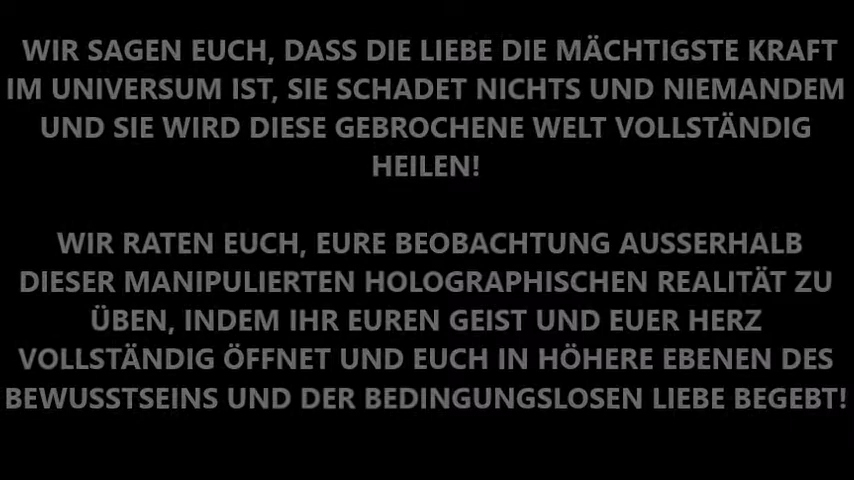 WIR SAGEN EUCH, DASS DIE LIEBE DIE MÄCHTIGSTE KRAFT
IM UNIVERSUM IST, SIE SCHADET NICHTS UND NIEMANDEM
UND SIE WIRD DIESE GEBROCHENE WELT VOLLSTÄNDIG
HEILEN!
WIR RATEN EUCH, EURE BEOBACHTUNG AUSSERHALB
DIESER MANIPULIERTEN HOLOGRAPHISCHEN REALITÄT ZU
ÜBEN, INDEM IHR EUREN GEIST UND EUER HERZ
VOLLSTÄNDIG ÖFFNET UND EUCH IN HÖHERE EBENEN DES
BEWUSSTSEINS UND DER BEDINGUNGSLOSEN LIEBE BEGEBT!